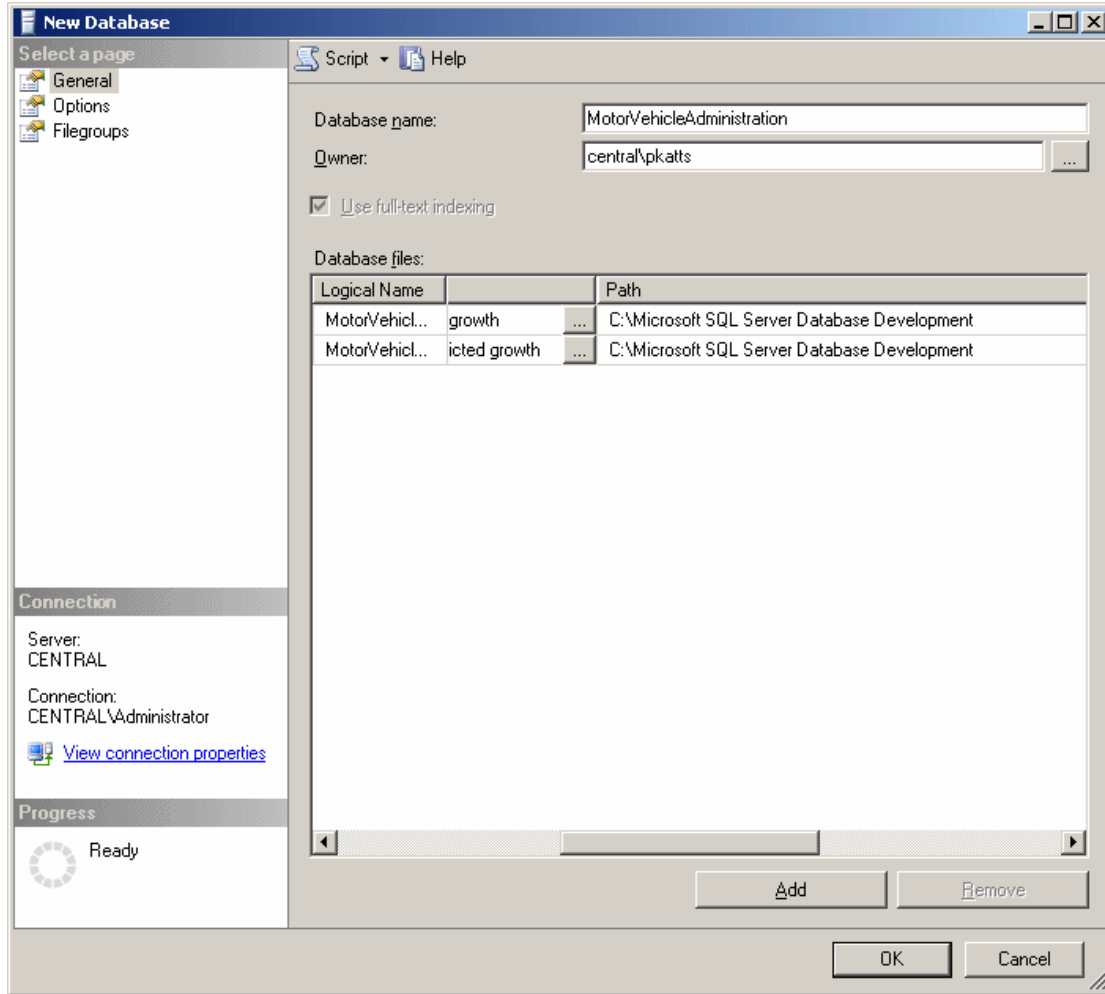 New Database
Select a page
General
Options
Filegroups
Script
Help
Database name:
MotorVehicleAdministration
Owner:
central\pkatts
...
Use full-text indexing
Database files:
Logical Name
Path
MotorVehicl...
growth
...
C:\Microsoft SQL Server Database Development
MotorVehicl...
icted growth
...
C:\Microsoft SQL Server Database Development
Connection
Server:
CENTRAL
Connection:
CENTRAL\Administrator
View connection properties
Progress
Ready
Add
Remove
OK
Cancel